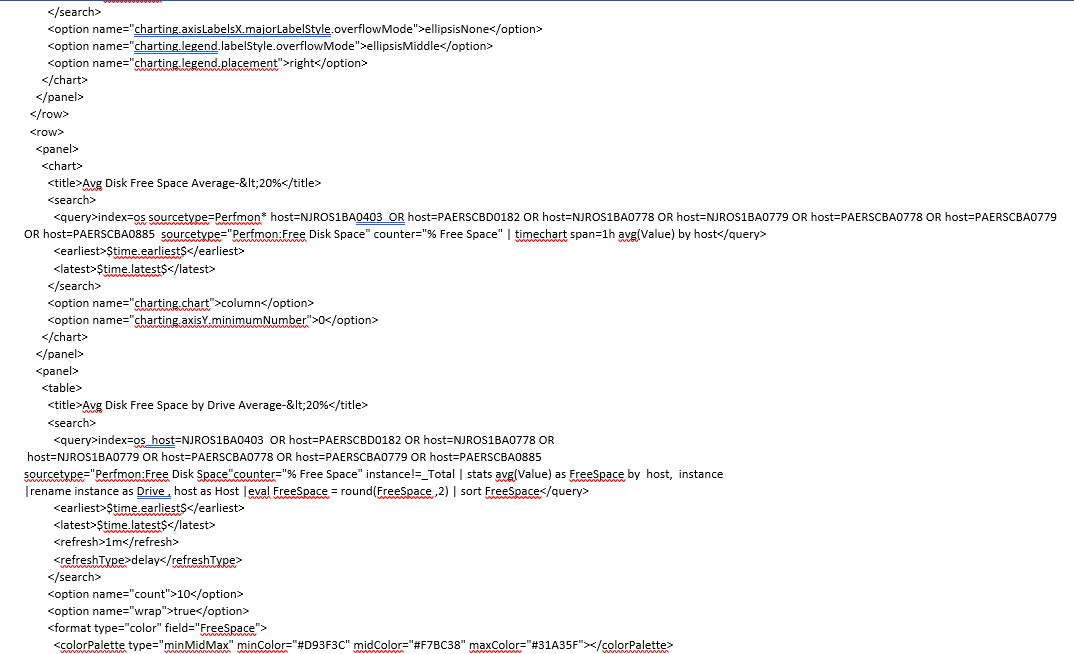 </search>
<option name="charting.axisLabelsX.majorLabelStyle.overflowMode">ellipsisNone</option>
<option name="charting.legend.labelStyle.overflowMode">ellipsisMiddle</option>
<option name="charting.legend.placement">right</option>
</chart>
</panel>
</row>
<row>
<panel>
<chart>
<title>Avg Disk Free Space Average-&lt;20%</title>
<search>
<query>index=os sourcetype=Perfmon* host=NJROS1BA0403  OR host=PAERSCBD0182 OR host=NJROS1BA0778 OR host=NJROS1BA0779 OR host=PAERSCBA0778 OR host=PAERSCBA0779
OR host=PAERSCBA0885  sourcetype="Perfmon:Free Disk Space" counter="% Free Space" | timechart span=1h avg(Value) by host</query>
<earliest>$time.earliest$</earliest>
<latest>$time.latest$</latest>
</search>
<option name="charting.chart">column</option>
<option name="charting.axisY.minimumNumber">0</option>
</chart>
</panel>
<panel>
<table>
<title>Avg Disk Free Space by Drive Average-&lt;20%</title>
<search>
<query>index=os  host=NJROS1BA0403  OR host=PAERSCBD0182 OR host=NJROS1BA0778 OR
host=NJROS1BA0779 OR host=PAERSCBA0778 OR host=PAERSCBA0779 OR host=PAERSCBA0885
sourcetype="Perfmon:Free Disk Space"counter="% Free Space" instance!=_Total | stats avg(Value) as FreeSpace by  host,  instance
|rename instance as Drive , host as Host |eval FreeSpace = round(FreeSpace ,2) | sort FreeSpace</query>
<earliest>$time.earliest$</earliest>
<latest>$time.latest$</latest>
<refresh>1m</refresh>
<refreshType>delay</refreshType>
</search>
<option name="count">10</option>
<option name="wrap">true</option>
<format type="color" field="FreeSpace">
<colorPalette type="minMidMax" minColor="#D93F3C" midColor="#F7BC38" maxColor="#31A35F"></colorPalette>